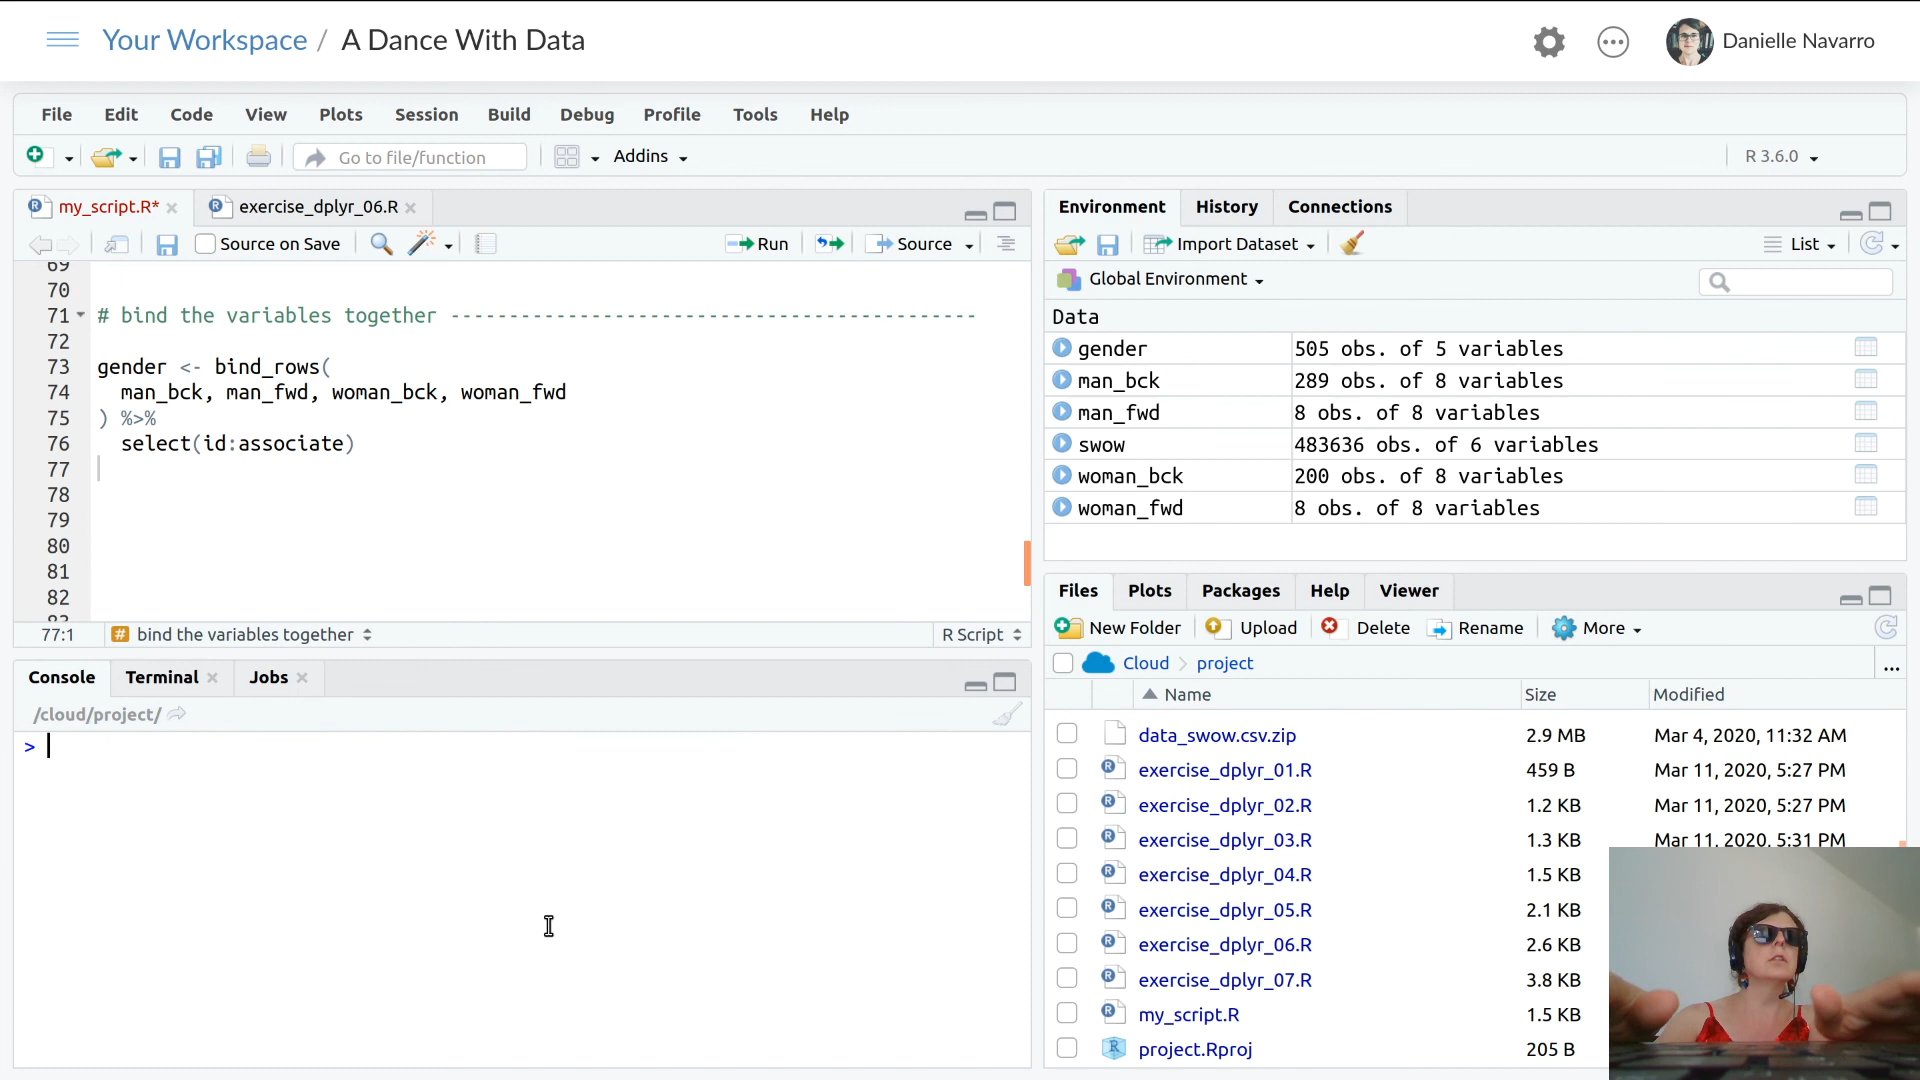 Your Workspace / A Dance With Data
Danielle Navarro
File Edit Code View Plots Session Build Debug Profile Tools Help
Go to file/function Addins R 3.6.0
my_script.R* exercise_dplyr_06.R
Source on Save Run Source
69
70
71 # bind the variables together ---------------------------------------------
72
73 gender <- bind_rows(
74 man_bck, man_fwd, woman_bck, woman_fwd
75 ) %>%
76 select(id:associate)
77
78
79
80
81
82
83
77:1 # bind the variables together R Script
Console Terminal Jobs
/cloud/project/
>
Environment History Connections
Import Dataset List
Global Environment
Data
gender 505 obs. of 5 variables
man_bck 289 obs. of 8 variables
man_fwd 8 obs. of 8 variables
swow 483636 obs. of 6 variables
woman_bck 200 obs. of 8 variables
woman_fwd 8 obs. of 8 variables
Files Plots Packages Help Viewer
New Folder Upload Delete Rename More
Cloud project ...
Name Size Modified
data_swow.csv.zip 2.9 MB Mar 4, 2020, 11:32 AM
exercise_dplyr_01.R 459 B Mar 11, 2020, 5:27 PM
exercise_dplyr_02.R 1.2 KB Mar 11, 2020, 5:27 PM
exercise_dplyr_03.R 1.3 KB Mar 11, 2020, 5:31 PM
exercise_dplyr_04.R 1.5 KB
exercise_dplyr_05.R 2.1 KB
exercise_dplyr_06.R 2.6 KB
exercise_dplyr_07.R 3.8 KB
my_script.R 1.5 KB
project.Rproj 205 B